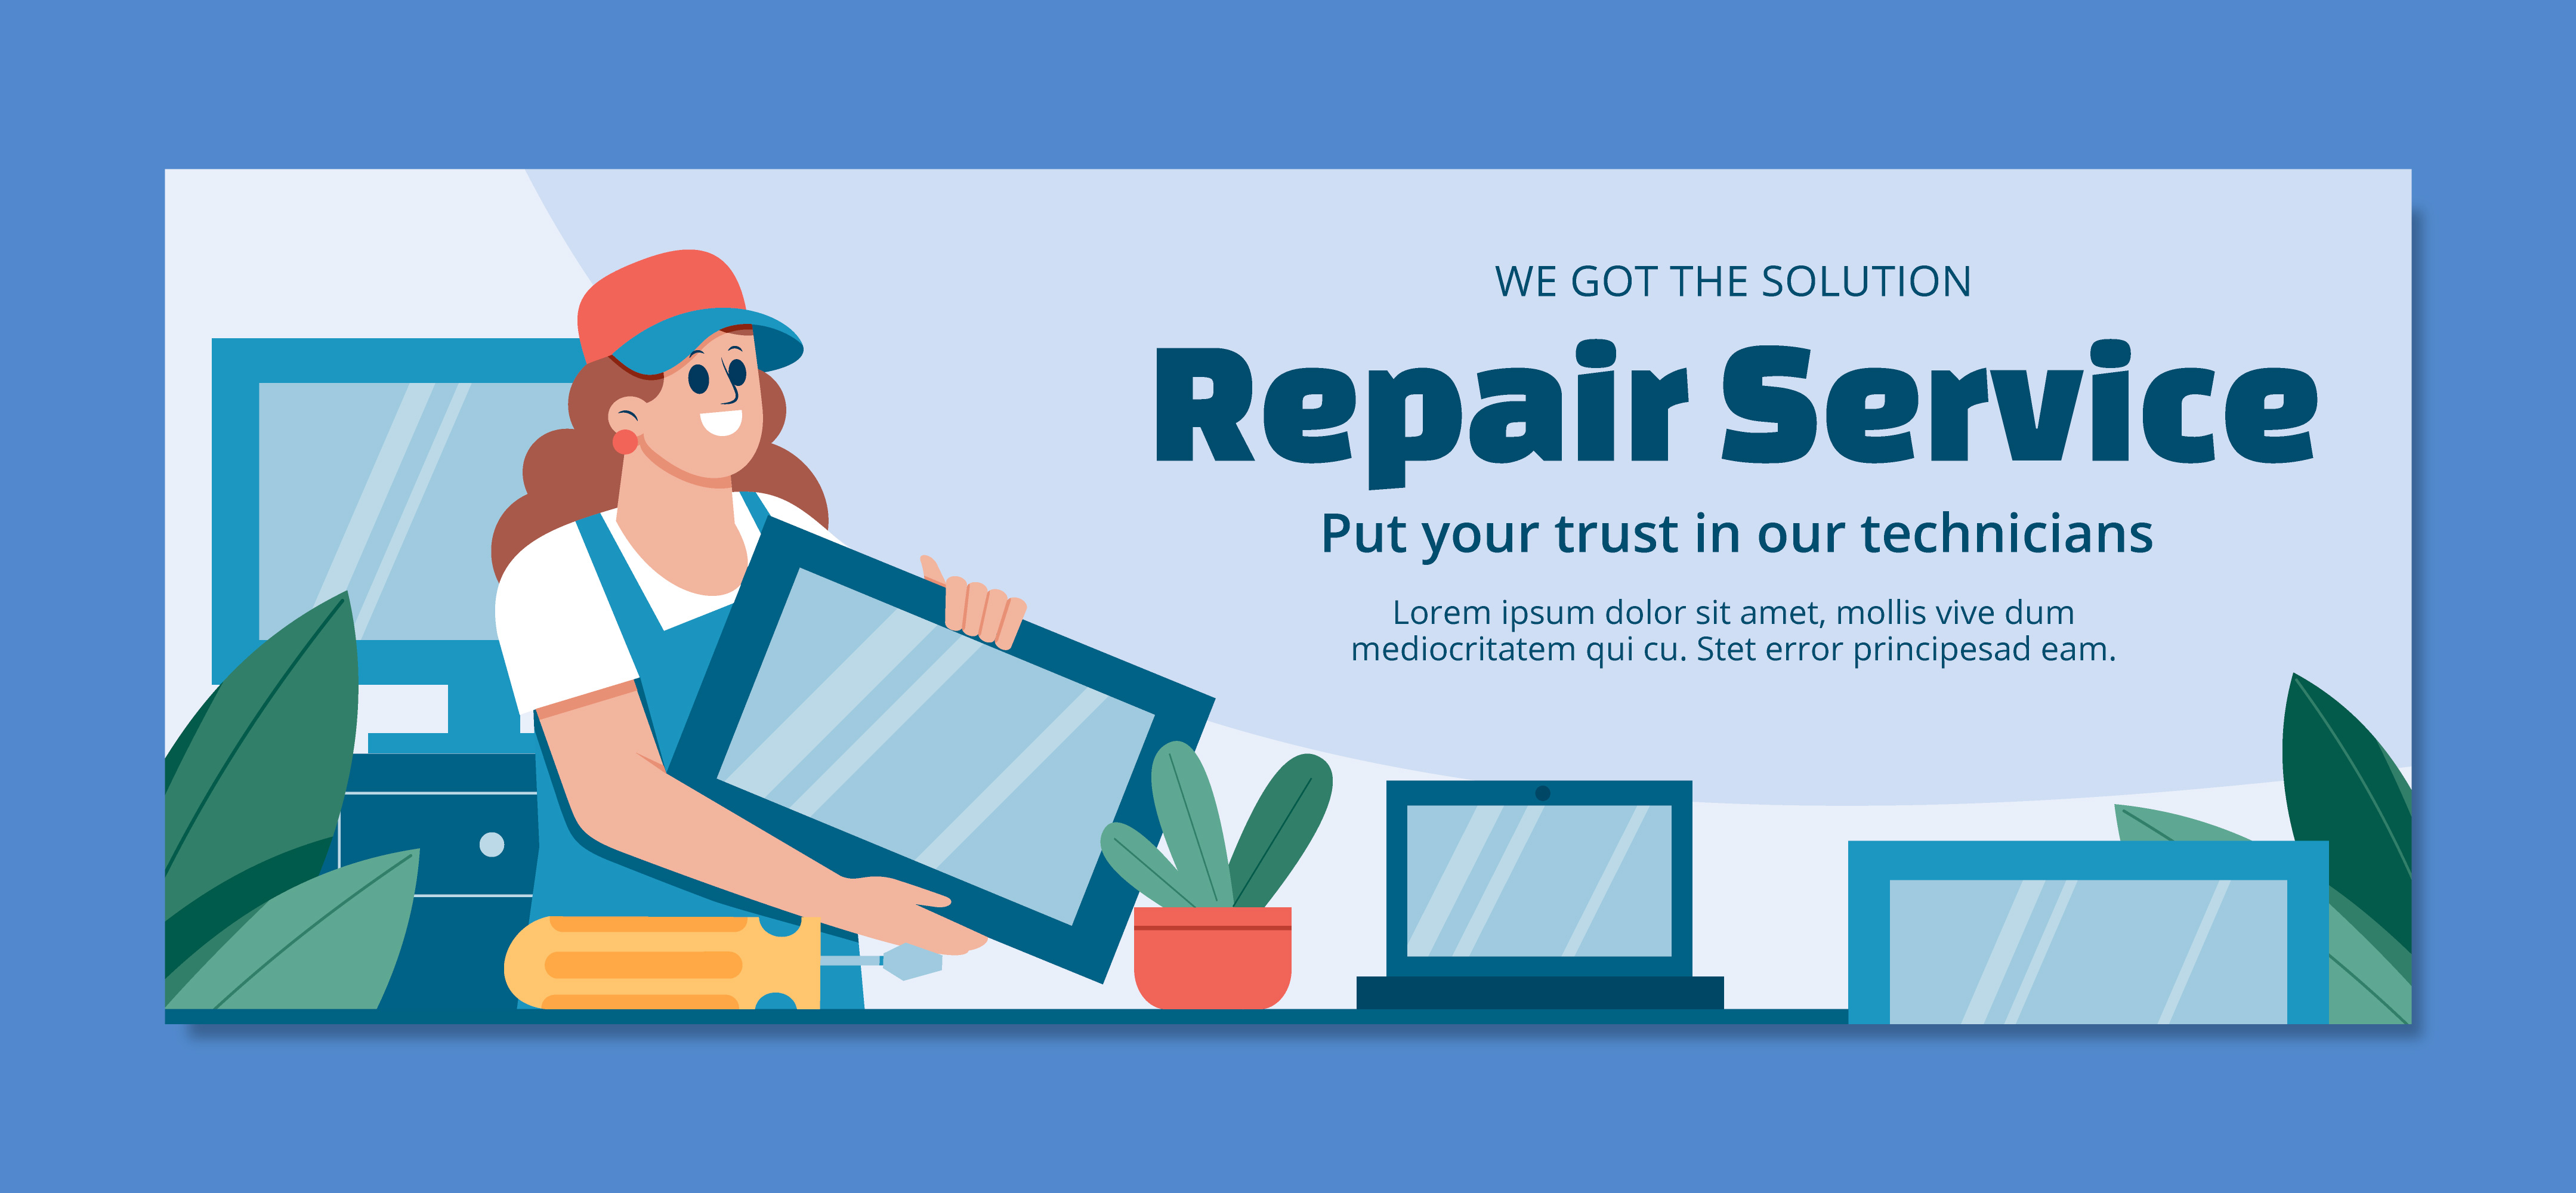 WE GOT THE SOLUTION
Repair Service
Put your trust in our technicians
Lorem ipsum dolor sit amet, mollis vive dum
mediocritatem qui cu. Stet error principesad eam.